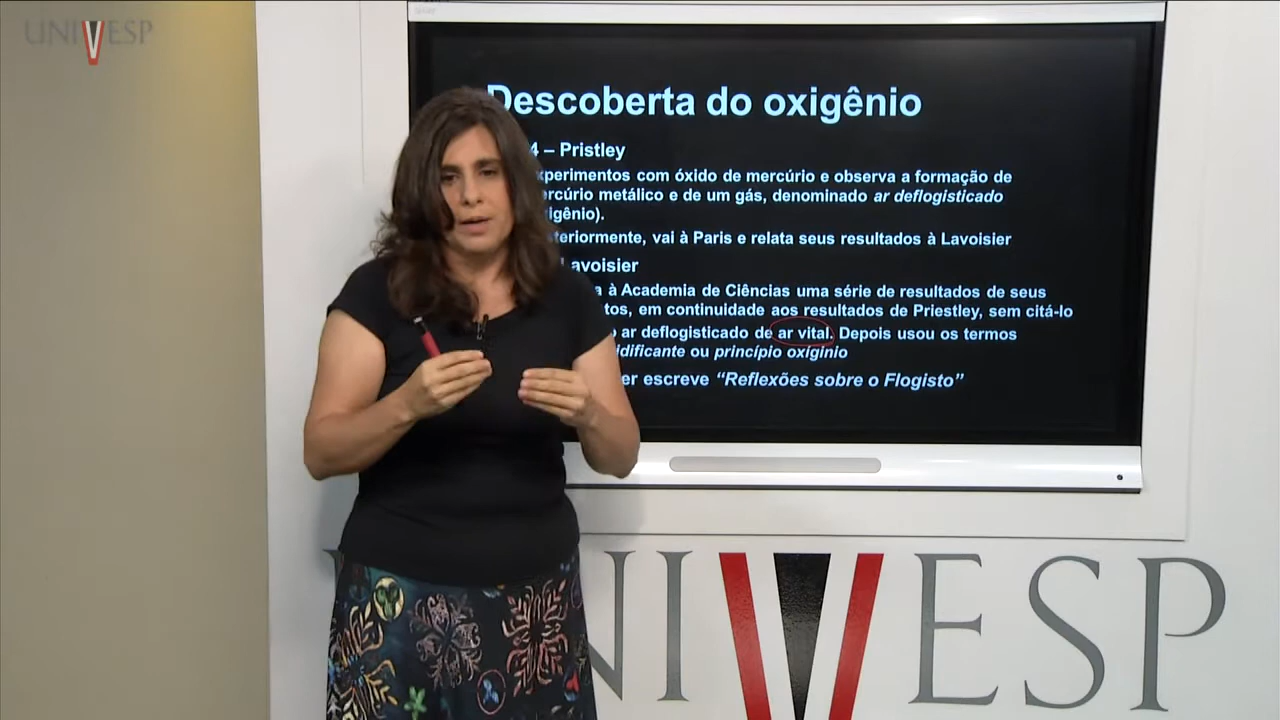 UNIVESP
Descoberta do oxigênio
4 – Pristley
xperimentos com óxido de mercúrio e observa a formação de
ercúrio metálico e de um gás, denominado ar deflogisticado
igênio).
teriormente, vai à Paris e relata seus resultados à Lavoisier
Lavoisier
a à Academia de Ciências uma série de resultados de seus
tos, em continuidade aos resultados de Priestley, sem citá-lo
o ar deflogisticado de ar vital. Depois usou os termos
idificante ou princípio oxiginio
er escreve “Reflexões sobre o Flogisto”
UNIVESP